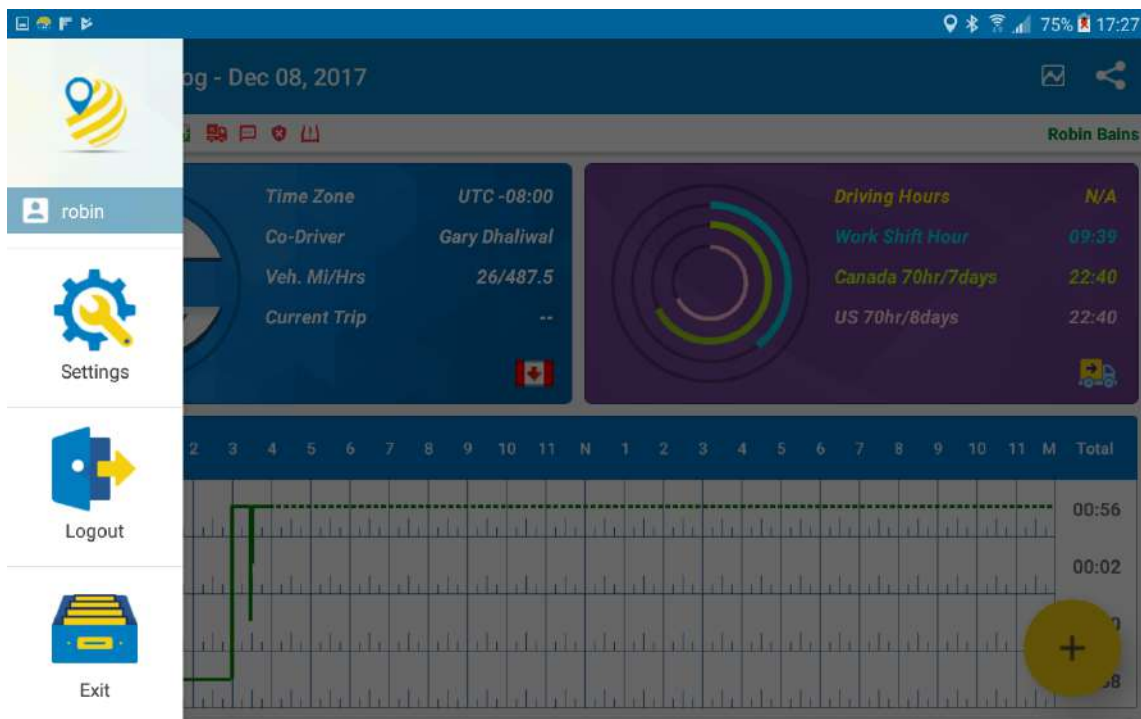 75% 17:27
og - Dec 08, 2017
Robin Bains
robin
Time Zone UTC -08:00
Co-Driver Gary Dhaliwal
Veh. Mi/Hrs 26/487.5
Current Trip --
Driving Hours N/A
Work Shift Hour 09:39
Canada 70hr/7days 22:40
US 70hr/8days 22:40
Settings
Logout
Exit
2 3 4 5 6 7 8 9 10 11 N 1 2 3 4 5 6 7 8 9 10 11 M Total
00:56
00:02
0
+
8